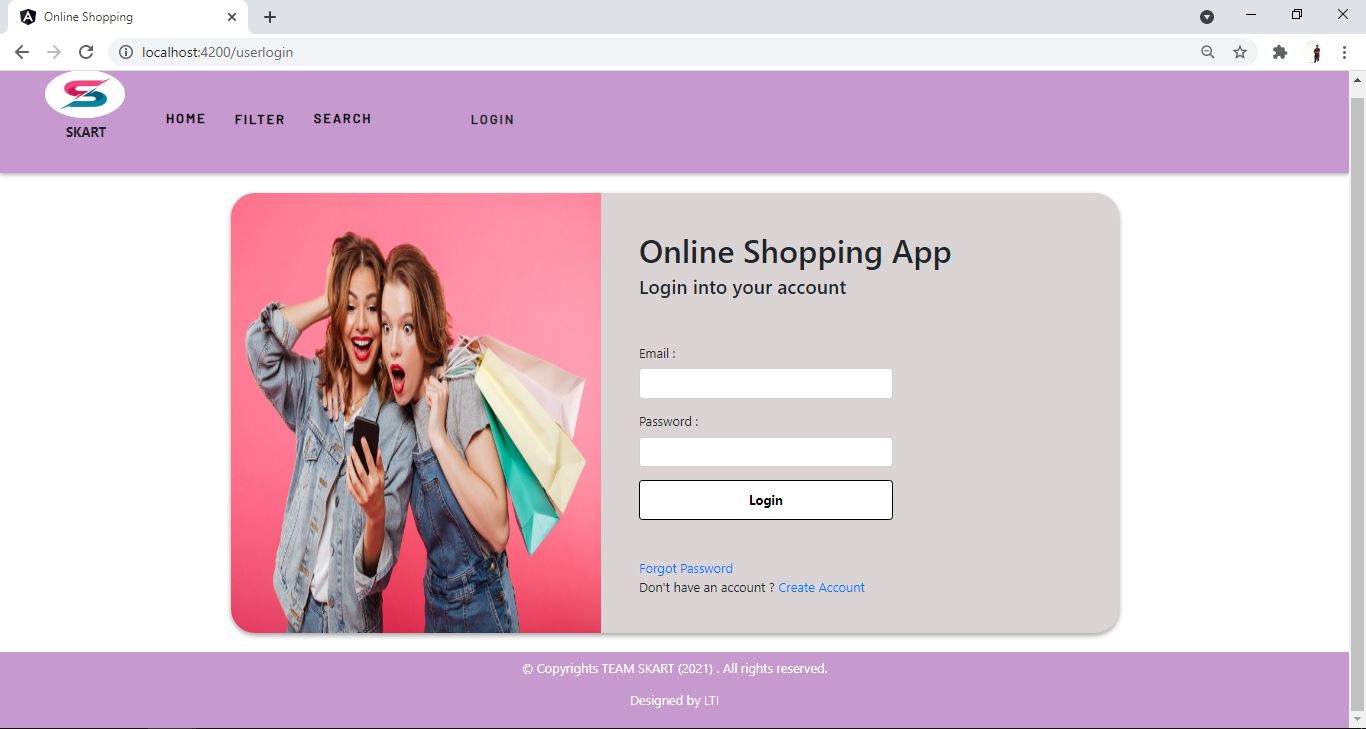 Online Shopping
localhost:4200/userlogin
SKART
HOME FILTER SEARCH LOGIN
Online Shopping App
Login into your account
Email :
Password :
Login
Forgot Password
Don't have an account ? Create Account
© Copyrights TEAM SKART (2021) . All rights reserved.
Designed by LTI